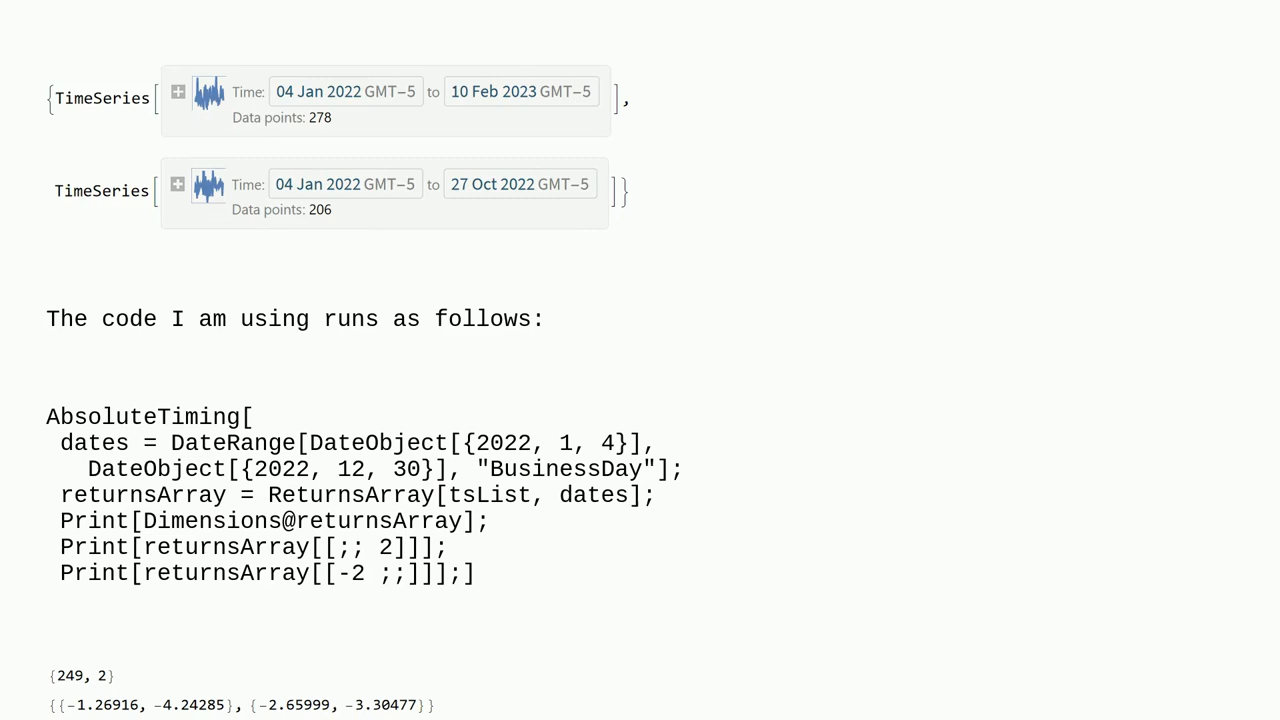 {TimeSeries[ Time: 04 Jan 2022 GMT−5 to 10 Feb 2023 GMT−5
Data points: 278 ],
TimeSeries[ Time: 04 Jan 2022 GMT−5 to 27 Oct 2022 GMT−5
Data points: 206 ]}
The code I am using runs as follows:
AbsoluteTiming[
dates = DateRange[DateObject[{2022, 1, 4}],
DateObject[{2022, 12, 30}], "BusinessDay"];
returnsArray = ReturnsArray[tsList, dates];
Print[Dimensions@returnsArray];
Print[returnsArray[[;; 2]]];
Print[returnsArray[[-2 ;;]]];]
{249, 2}
{{−1.26916, −4.24285}, {−2.65999, −3.30477}}